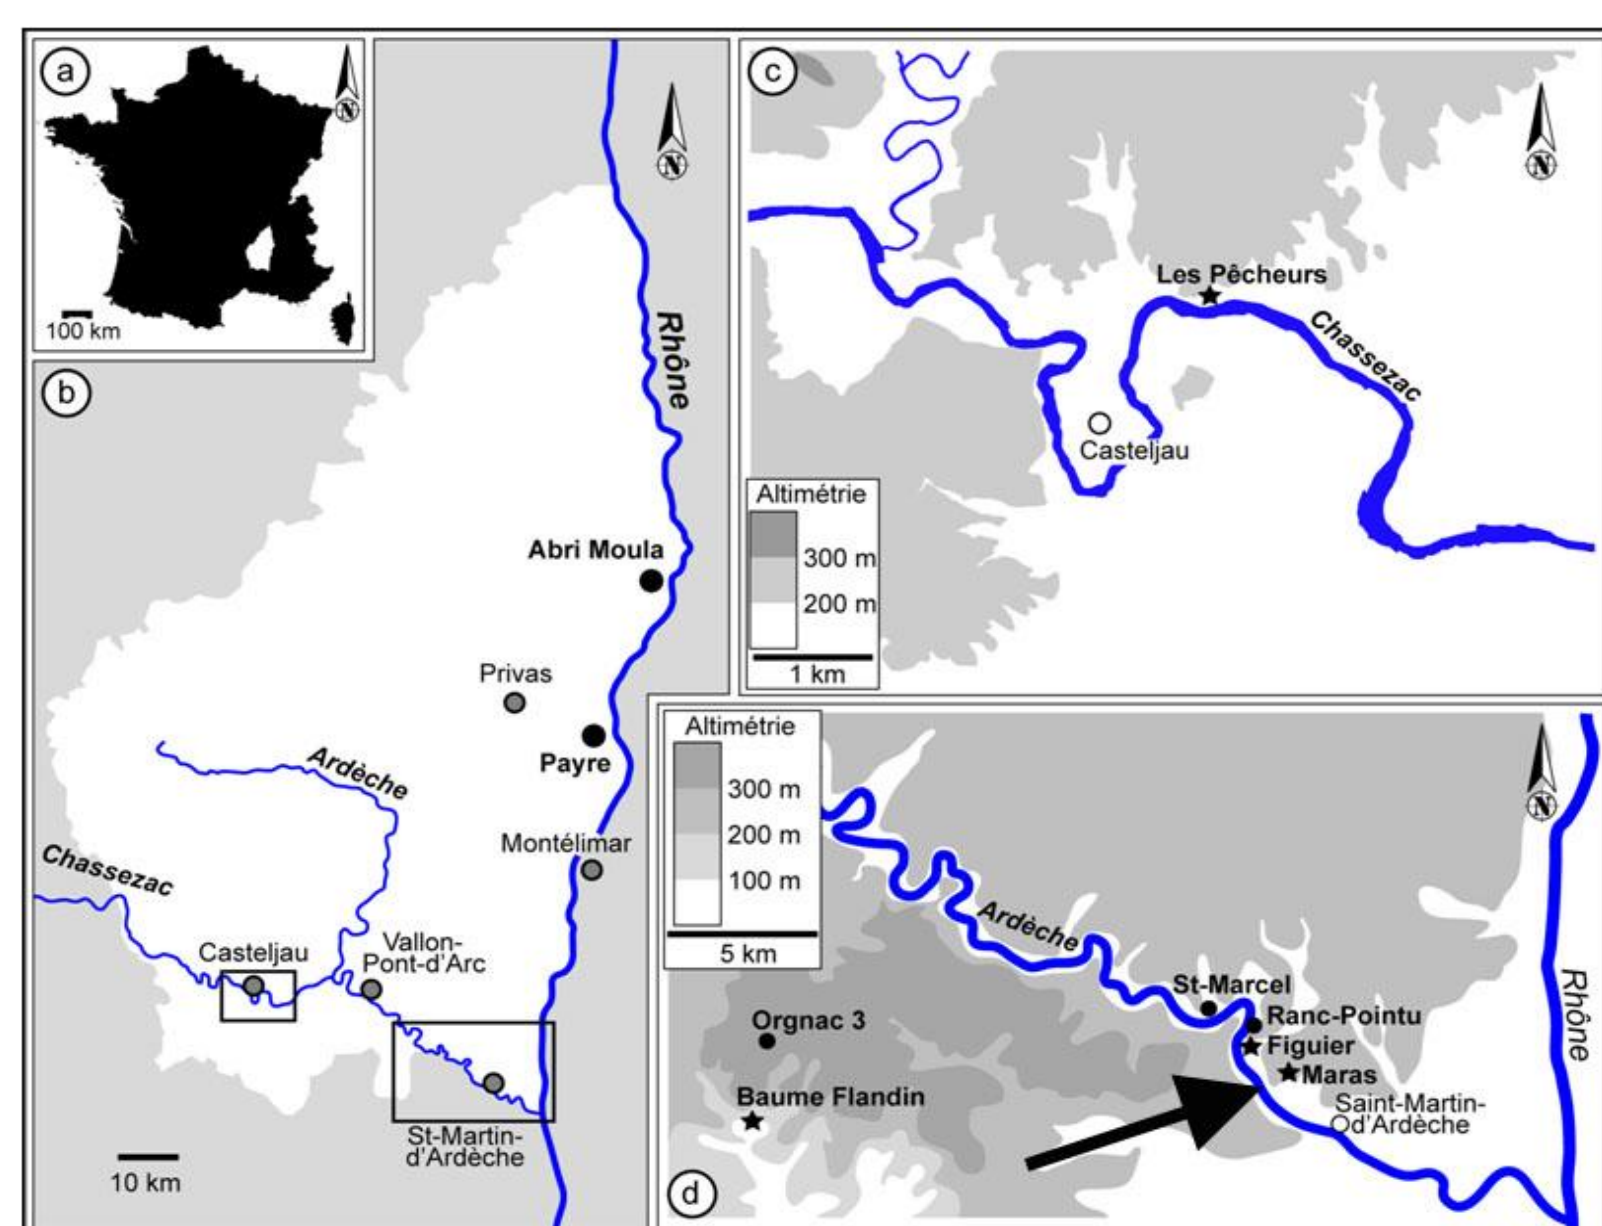 a
N
100 km
b
N
Rhône
Abri Moula
Privas
Payre
Ardèche
Montélimar
Chassezac
Casteljau
Vallon-
Pont-d'Arc
St-Martin-
d'Ardèche
10 km
c
N
Les Pêcheurs
Chassezac
Casteljau
Altimétrie
300 m
200 m
1 km
Altimétrie
300 m
200 m
100 m
5 km
N
Ardèche
St-Marcel
Ranc-Pointu
Orgnac 3
Figuier
Maras
Baume Flandin
Saint-Martin-
d'Ardèche
Rhône
d